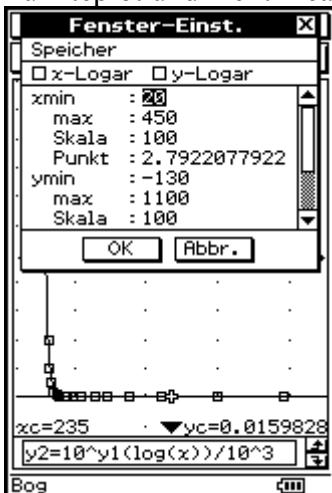 Fenster-Einst.
Speicher
x-Logar y-Logar
xmin :20
max :450
Skala :100
Punkt :2.7922077922
ymin :-130
max :1100
Skala :100
OK Abbr.
xc=235 yc=0.0159828
y2=10^y1(log(x))/10^3
Bog